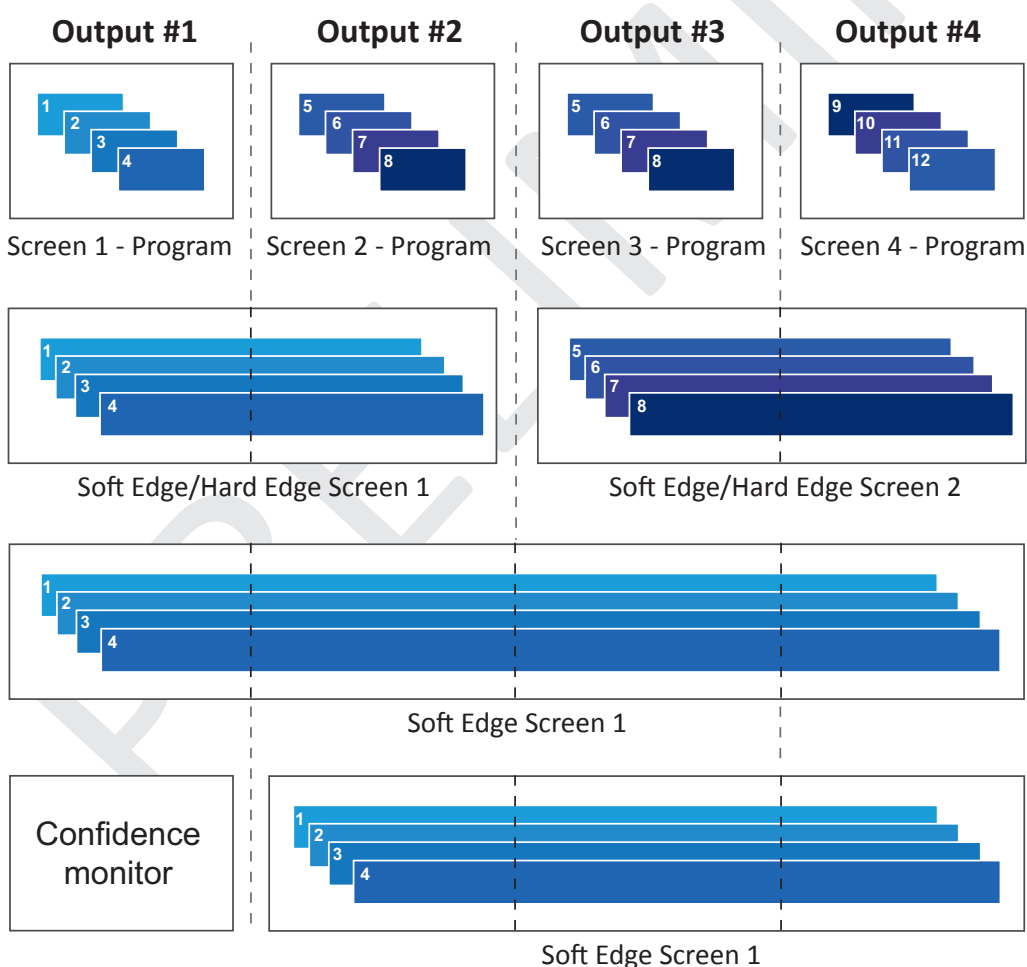 Output #1 Output #2 Output #3 Output #4
1 5 5 9
2 6 6 10
3 7 7 11
4 8 8 12
Screen 1 - Program Screen 2 - Program Screen 3 - Program Screen 4 - Program
1 5
2 6
3 7
4 8
Soft Edge/Hard Edge Screen 1 Soft Edge/Hard Edge Screen 2
1
2
3
4
Soft Edge Screen 1
Confidence
monitor
1
2
3
4
Soft Edge Screen 1